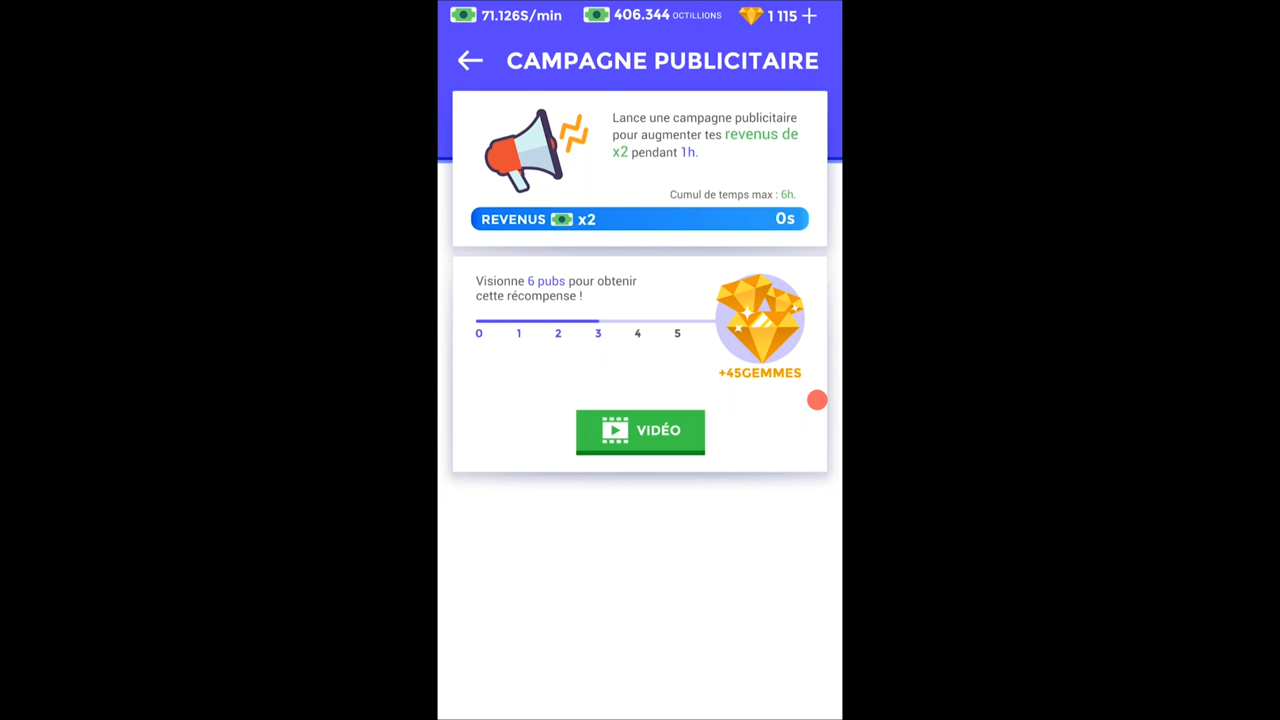 71.126S/min 406.344 OCTILLIONS 1 115
CAMPAGNE PUBLICITAIRE
Lance une campagne publicitaire
pour augmenter tes revenus de
x2 pendant 1h.
Cumul de temps max : 6h.
REVENUS x2 0s
Visionne 6 pubs pour obtenir
cette récompense !
0 1 2 3 4 5
+45GEMMES
VIDÉO